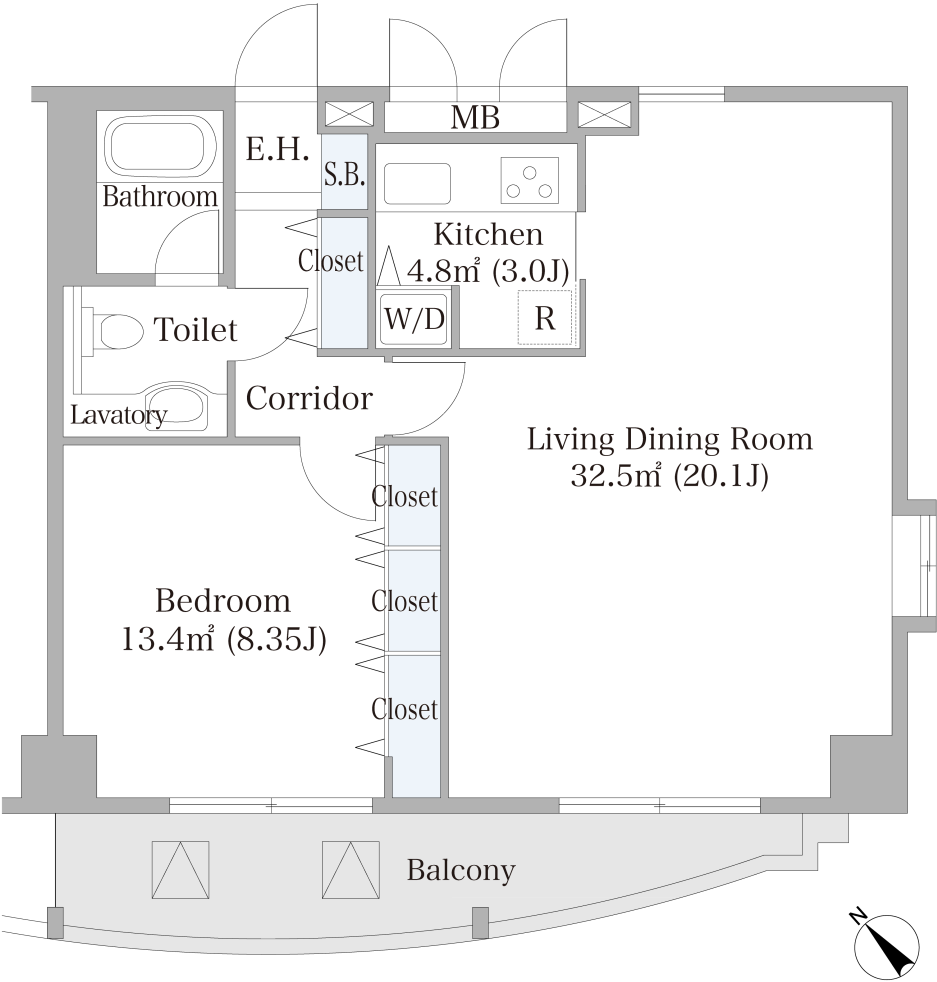 MB
E.H.
S.B.
Bathroom
Kitchen
4.8㎡ (3.0J)
Closet
W/D
R
Toilet
Corridor
Lavatory
Living Dining Room
32.5㎡ (20.1J)
Closet
Bedroom
13.4㎡ (8.35J)
Closet
Closet
Balcony
N